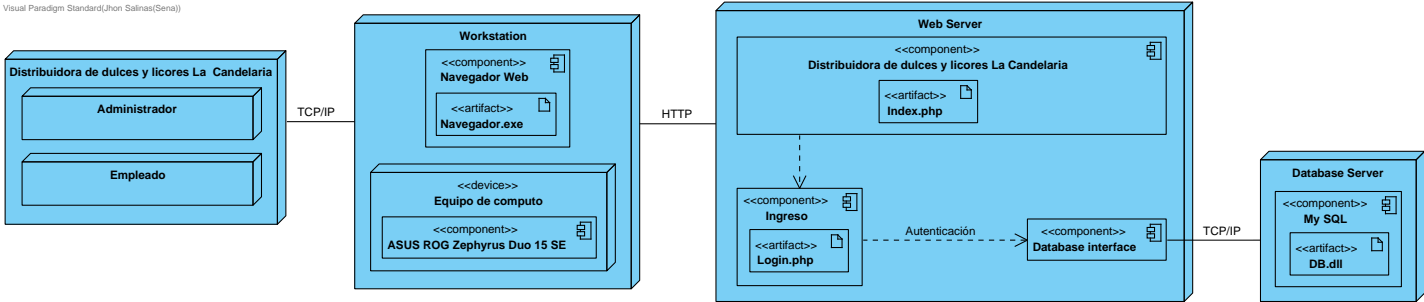 Visual Paradigm Standard(Jhon Salinas(Sena))
Distribuidora de dulces y licores La Candelaria
Administrador
Empleado
TCP/IP
Workstation
<<component>>
Navegador Web
<<artifact>>
Navegador.exe
<<device>>
Equipo de computo
<<component>>
ASUS ROG Zephyrus Duo 15 SE
HTTP
Web Server
<<component>>
Distribuidora de dulces y licores La Candelaria
<<artifact>>
Index.php
<<component>>
Ingreso
<<artifact>>
Login.php
Autenticación
<<component>>
Database interface
TCP/IP
Database Server
<<component>>
My SQL
<<artifact>>
DB.dll